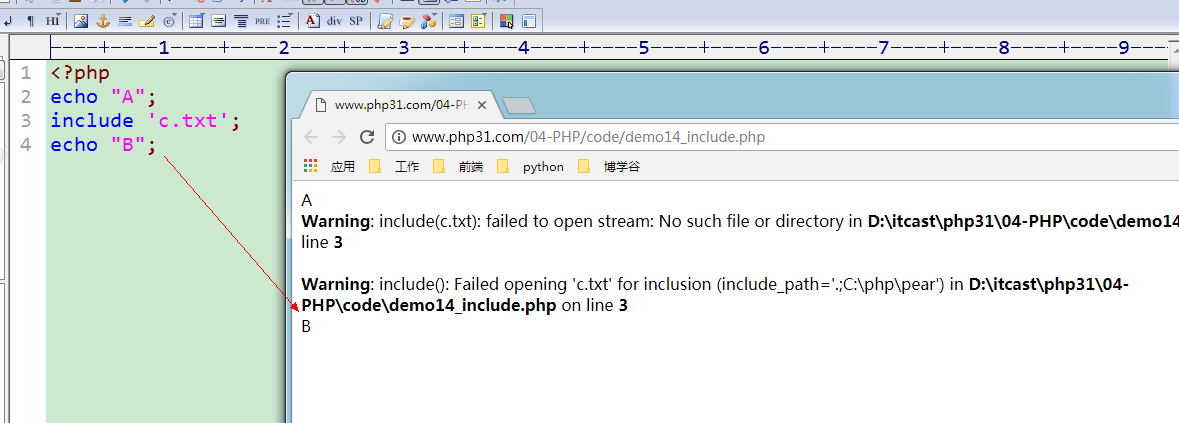 HI PRE A div SP
|----+----1----+----2----+----3----+----4----+----5----+----6----+----7----+----8----+----9----
1 <?php
2 echo "A";
3 include 'c.txt';
4 echo "B";
www.php31.com/04-PH
www.php31.com/04-PHP/code/demo14_include.php
应用 工作 前端 python 博学谷
A
Warning: include(c.txt): failed to open stream: No such file or directory in D:\itcast\php31\04-PHP\code\demo14
line 3
Warning: include(): Failed opening 'c.txt' for inclusion (include_path='.;C:\php\pear') in D:\itcast\php31\04-
PHP\code\demo14_include.php on line 3
B